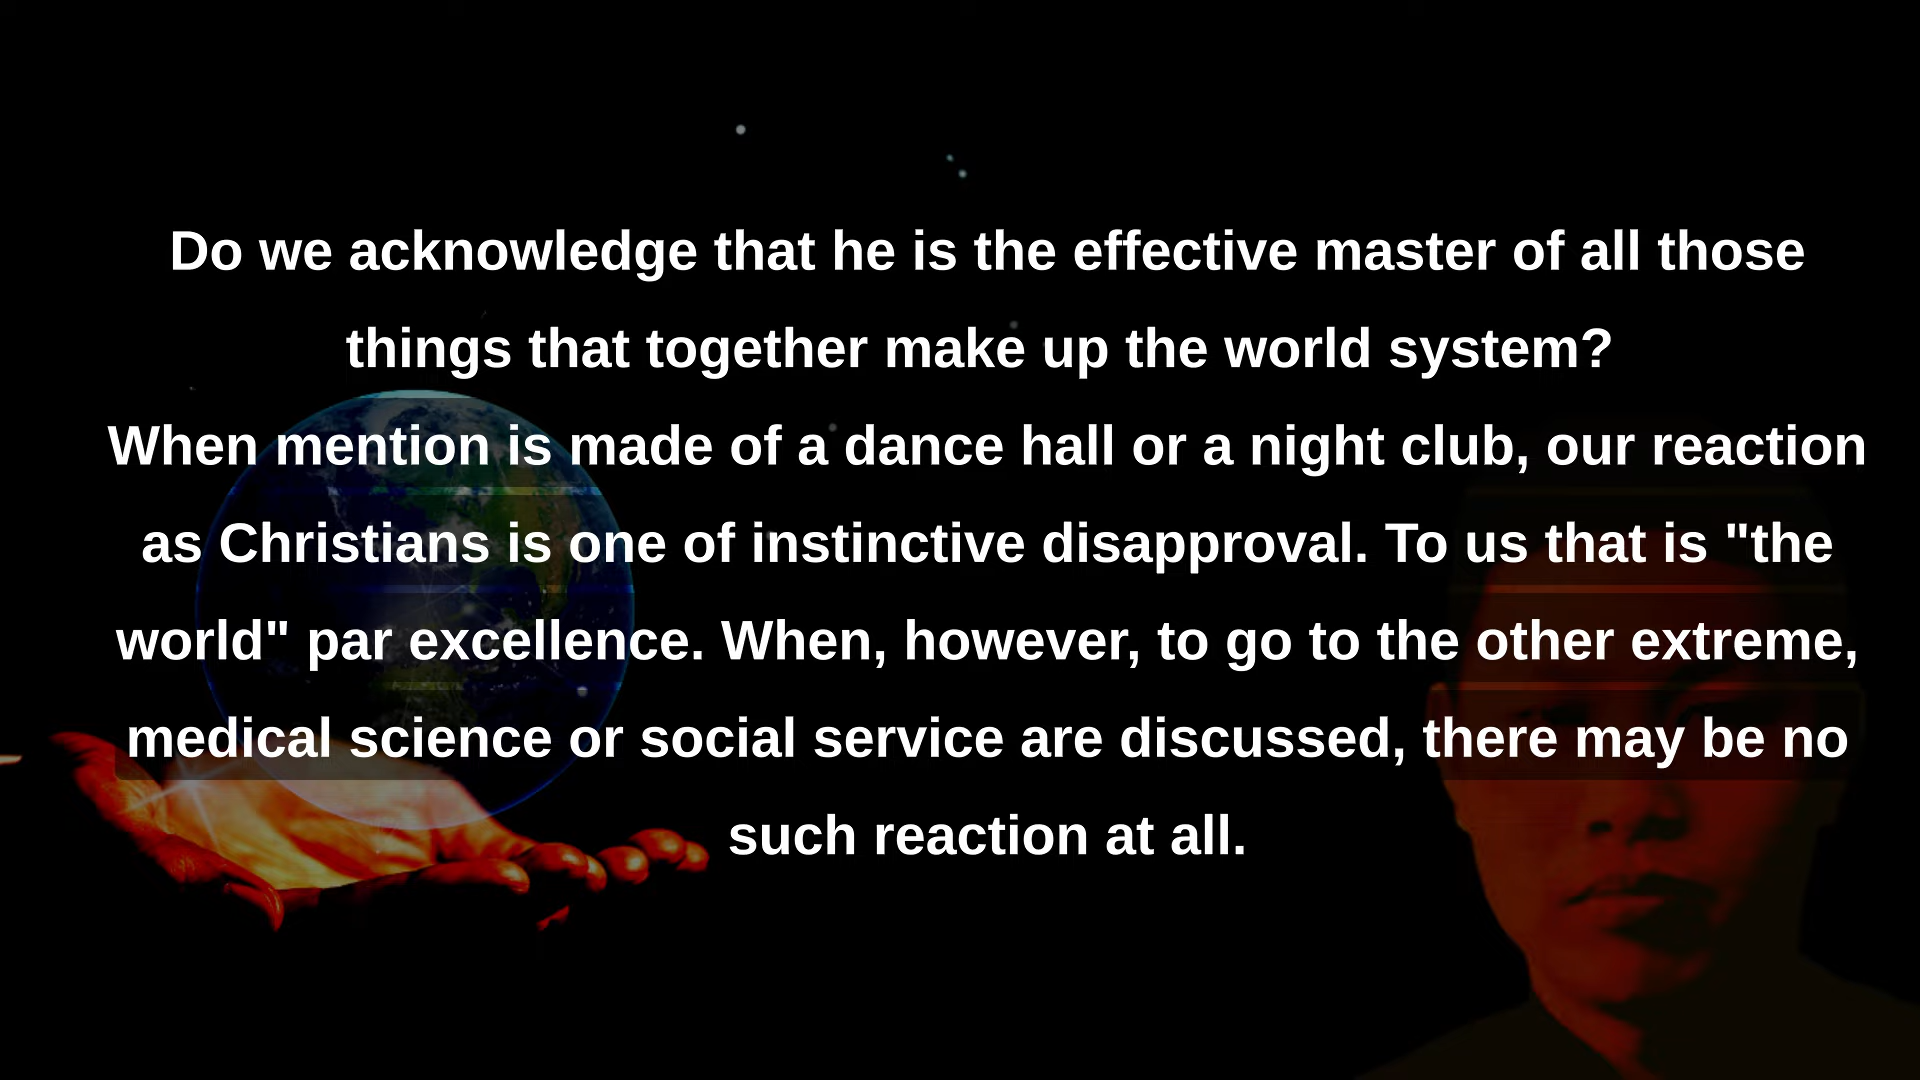 Do we acknowledge that he is the effective master of all those
things that together make up the world system?
When mention is made of a dance hall or a night club, our reaction
as Christians is one of instinctive disapproval. To us that is "the
world" par excellence. When, however, to go to the other extreme,
medical science or social service are discussed, there may be no
such reaction at all.